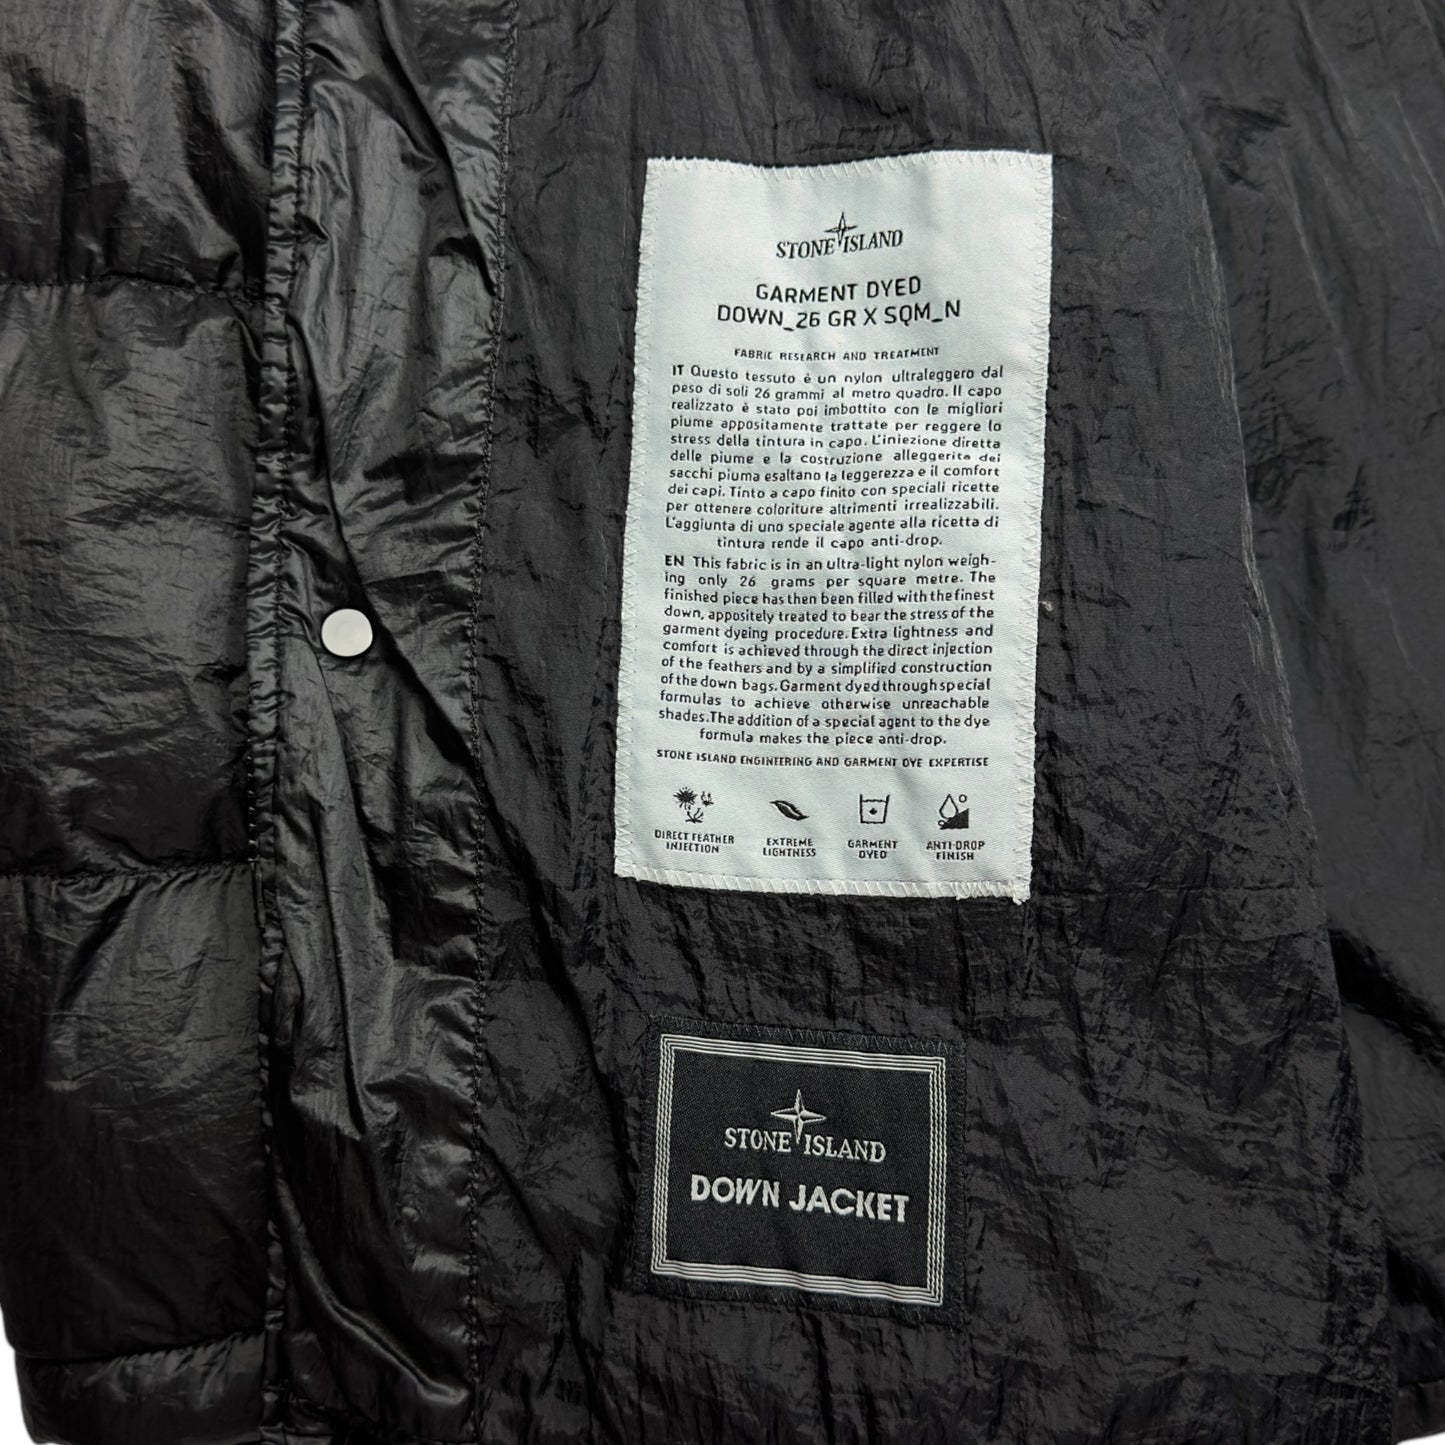 STONE ISLAND
GARMENT DYED
DOWN_26 GR X SQM_N
FABRIC RESEARCH AND TREATMENT
IT Questo tessuto è un nylon ultraleggero dal
peso di soli 26 grammi al metro quadro. Il capo
realizzato è stato poi imbottito con le migliori
piume appositamente trattate per reggere lo
stress della tintura in capo. L'iniezione diretta
delle piume e la costruzione alleggerita dei
sacchi piuma esaltano la leggerezza e il comfort
dei capi. Tinto a capo finito con speciali ricette
per ottenere coloriture altrimenti irrealizzabili.
L'aggiunta di uno speciale agente alla ricetta di
tintura rende il capo anti-drop.
EN This fabric is in an ultra-light nylon weigh-
ing only 26 grams per square metre. The
finished piece has then been filled with the finest
down, appositely treated to bear the stress of the
garment dyeing procedure. Extra lightness and
comfort is achieved through the direct injection
of the feathers and by a simplified construction
of the down bags. Garment dyed through special
formulas to achieve otherwise unreachable
shades. The addition of a special agent to the dye
formula makes the piece anti-drop.
STONE ISLAND ENGINEERING AND GARMENT DYE EXPERTISE
DIRECT FEATHER
INJECTION
EXTREME
LIGHTNESS
GARMENT
DYED
ANTI-DROP
FINISH
STONE ISLAND
DOWN JACKET